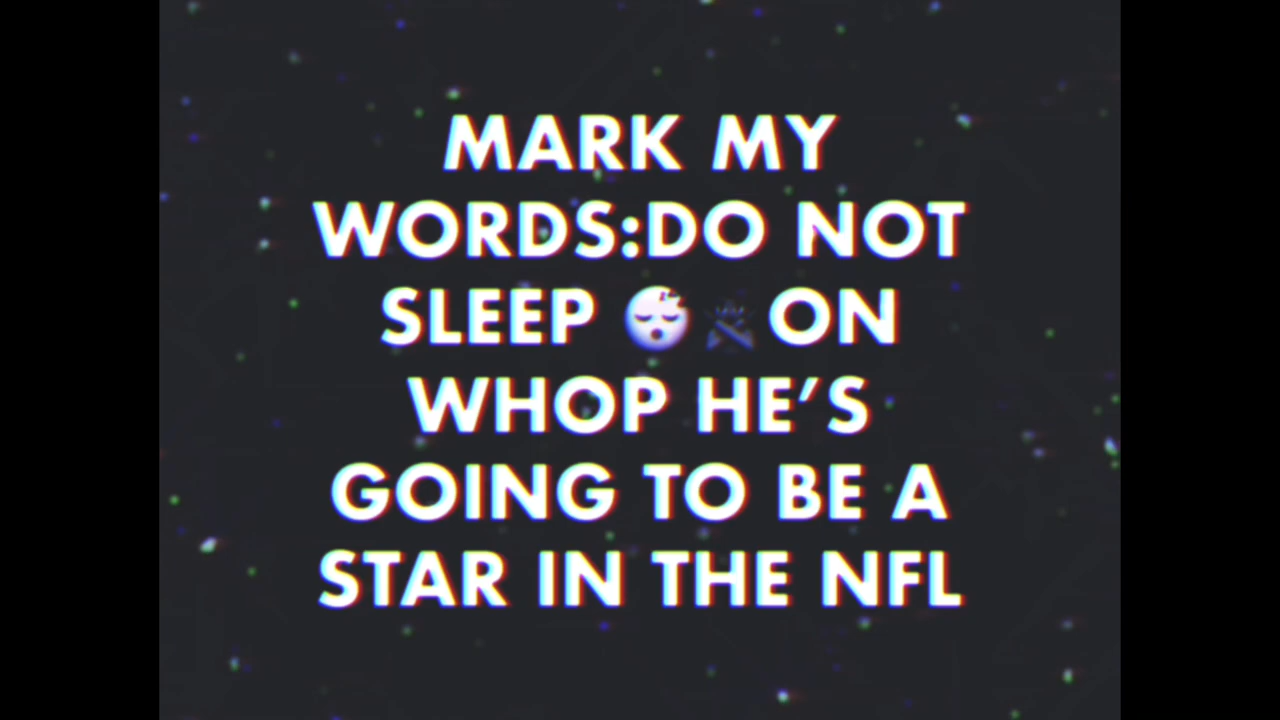 MARK MY
WORDS:DO NOT
SLEEP 😴 ON
WHOP HE’S
GOING TO BE A
STAR IN THE NFL